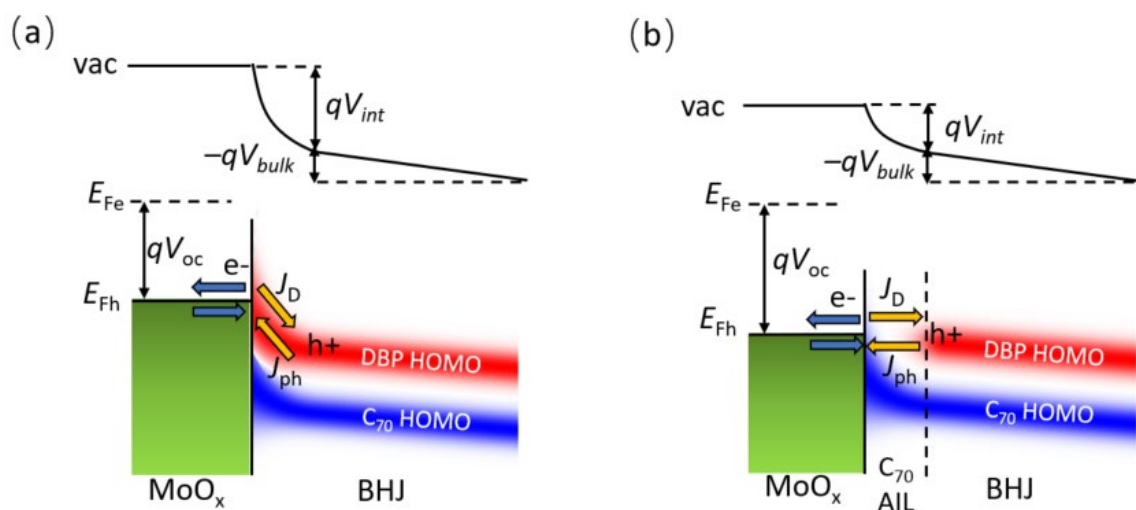 (a)
vac
qV_int
−qV_bulk
E_Fe
qV_oc
e-
J_D
E_Fh
h+
J_ph
DBP HOMO
C₇₀ HOMO
MoOₓ
BHJ
(b)
vac
qV_int
−qV_bulk
E_Fe
qV_oc
e-
J_D
E_Fh
h+
J_ph
DBP HOMO
C₇₀ HOMO
MoOₓ
C₇₀
AIL
BHJ